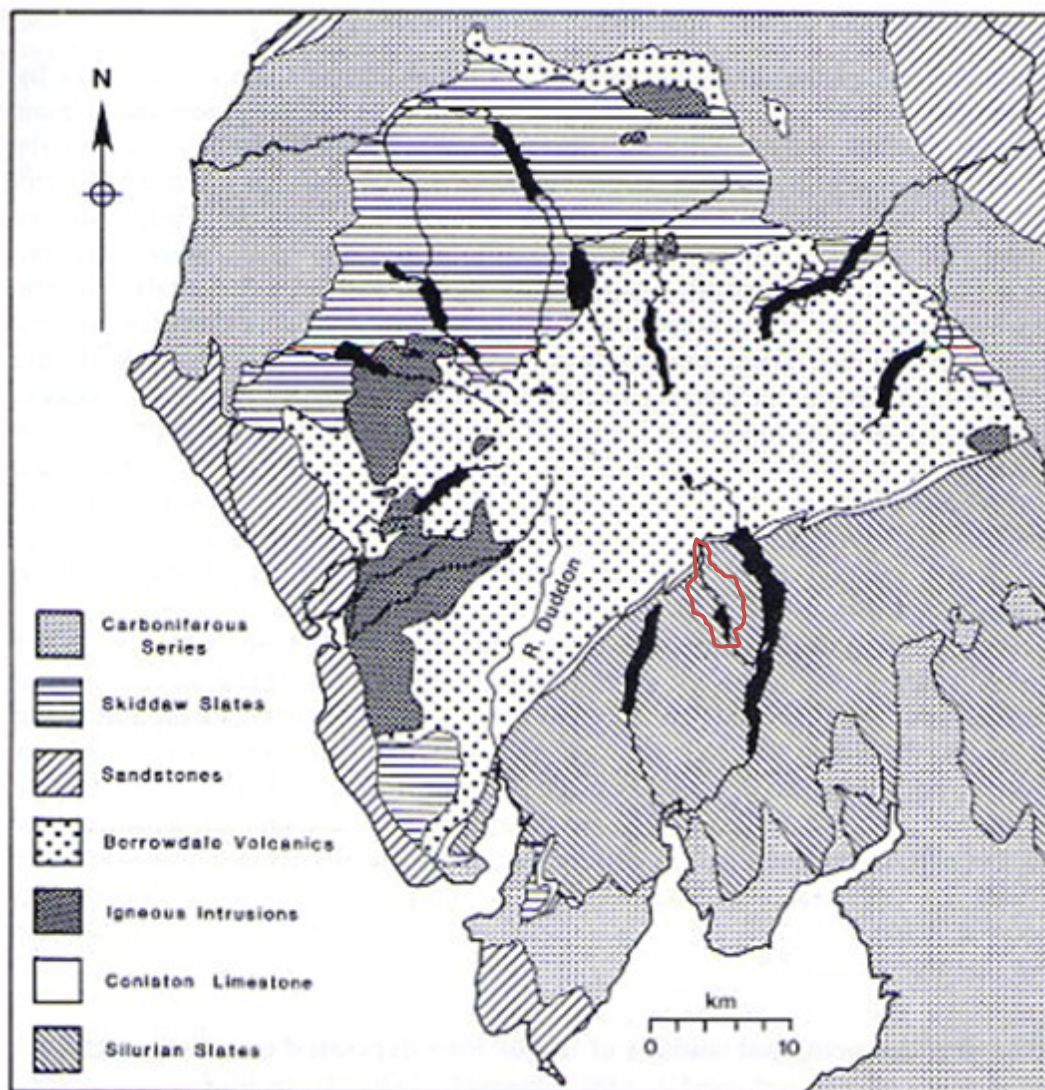 N
R. Duddon
Carboniferous
Series
Skiddaw Slates
Sandstones
Borrowdale Volcanics
Igneous Intrusions
Coniston Limestone
Silurian Slates
km
0 10